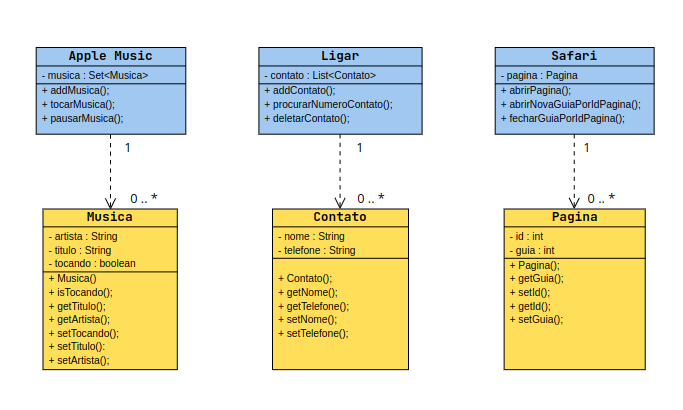 Apple Music
- musica : Set<Musica>
+ addMusica();
+ tocarMusica();
+ pausarMusica();
1
0 .. *
Musica
- artista : String
- titulo : String
- tocando : boolean
+ Musica()
+ isTocando();
+ getTitulo();
+ getArtista();
+ setTocando();
+ setTitulo():
+ setArtista();
Ligar
- contato : List<Contato>
+ addContato();
+ procurarNumeroContato();
+ deletarContato();
1
0 .. *
Contato
- nome : String
- telefone : String
+ Contato();
+ getNome();
+ getTelefone();
+ setNome();
+ setTelefone();
Safari
- pagina : Pagina
+ abrirPagina();
+ abrirNovaGuiaPorIdPagina();
+ fecharGuiaPorIdPagina();
1
0 .. *
Pagina
- id : int
- guia : int
+ Pagina();
+ getGuia();
+ setId();
+ getId();
+ setGuia();